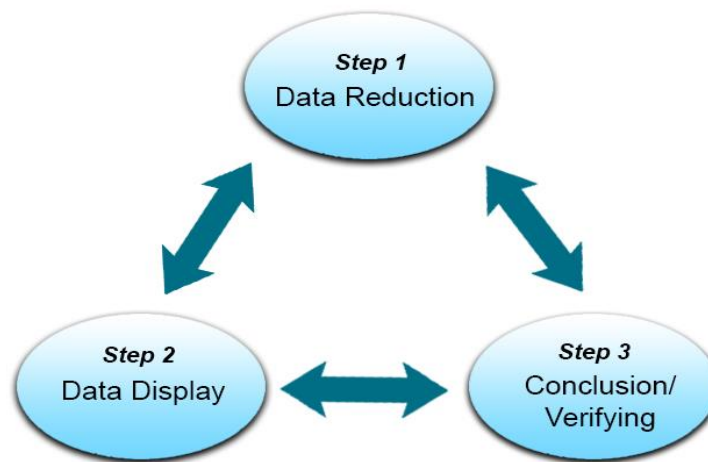 Step 1
Data Reduction
Step 2
Data Display
Step 3
Conclusion/
Verifying